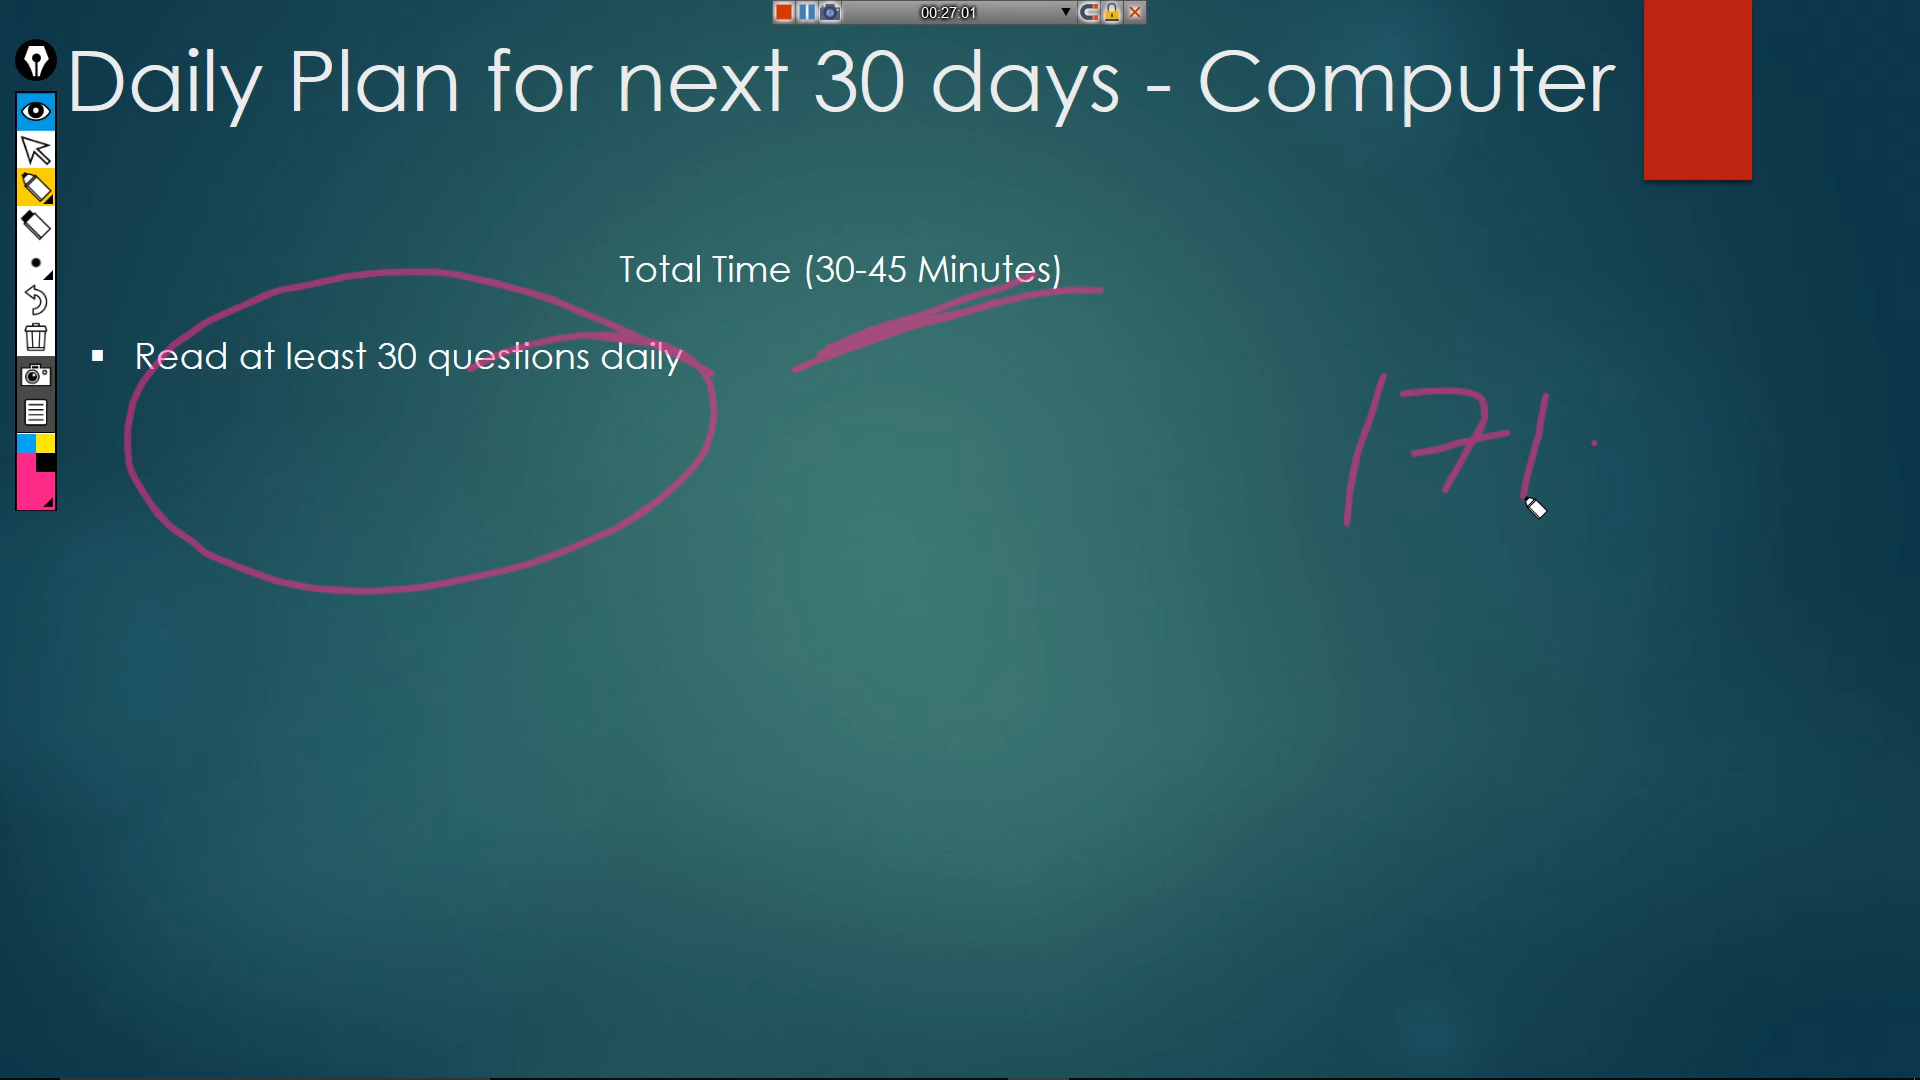 00:27:01
Daily Plan for next 30 days - Computer
Total Time (30-45 Minutes)
▪ Read at least 30 questions daily
171